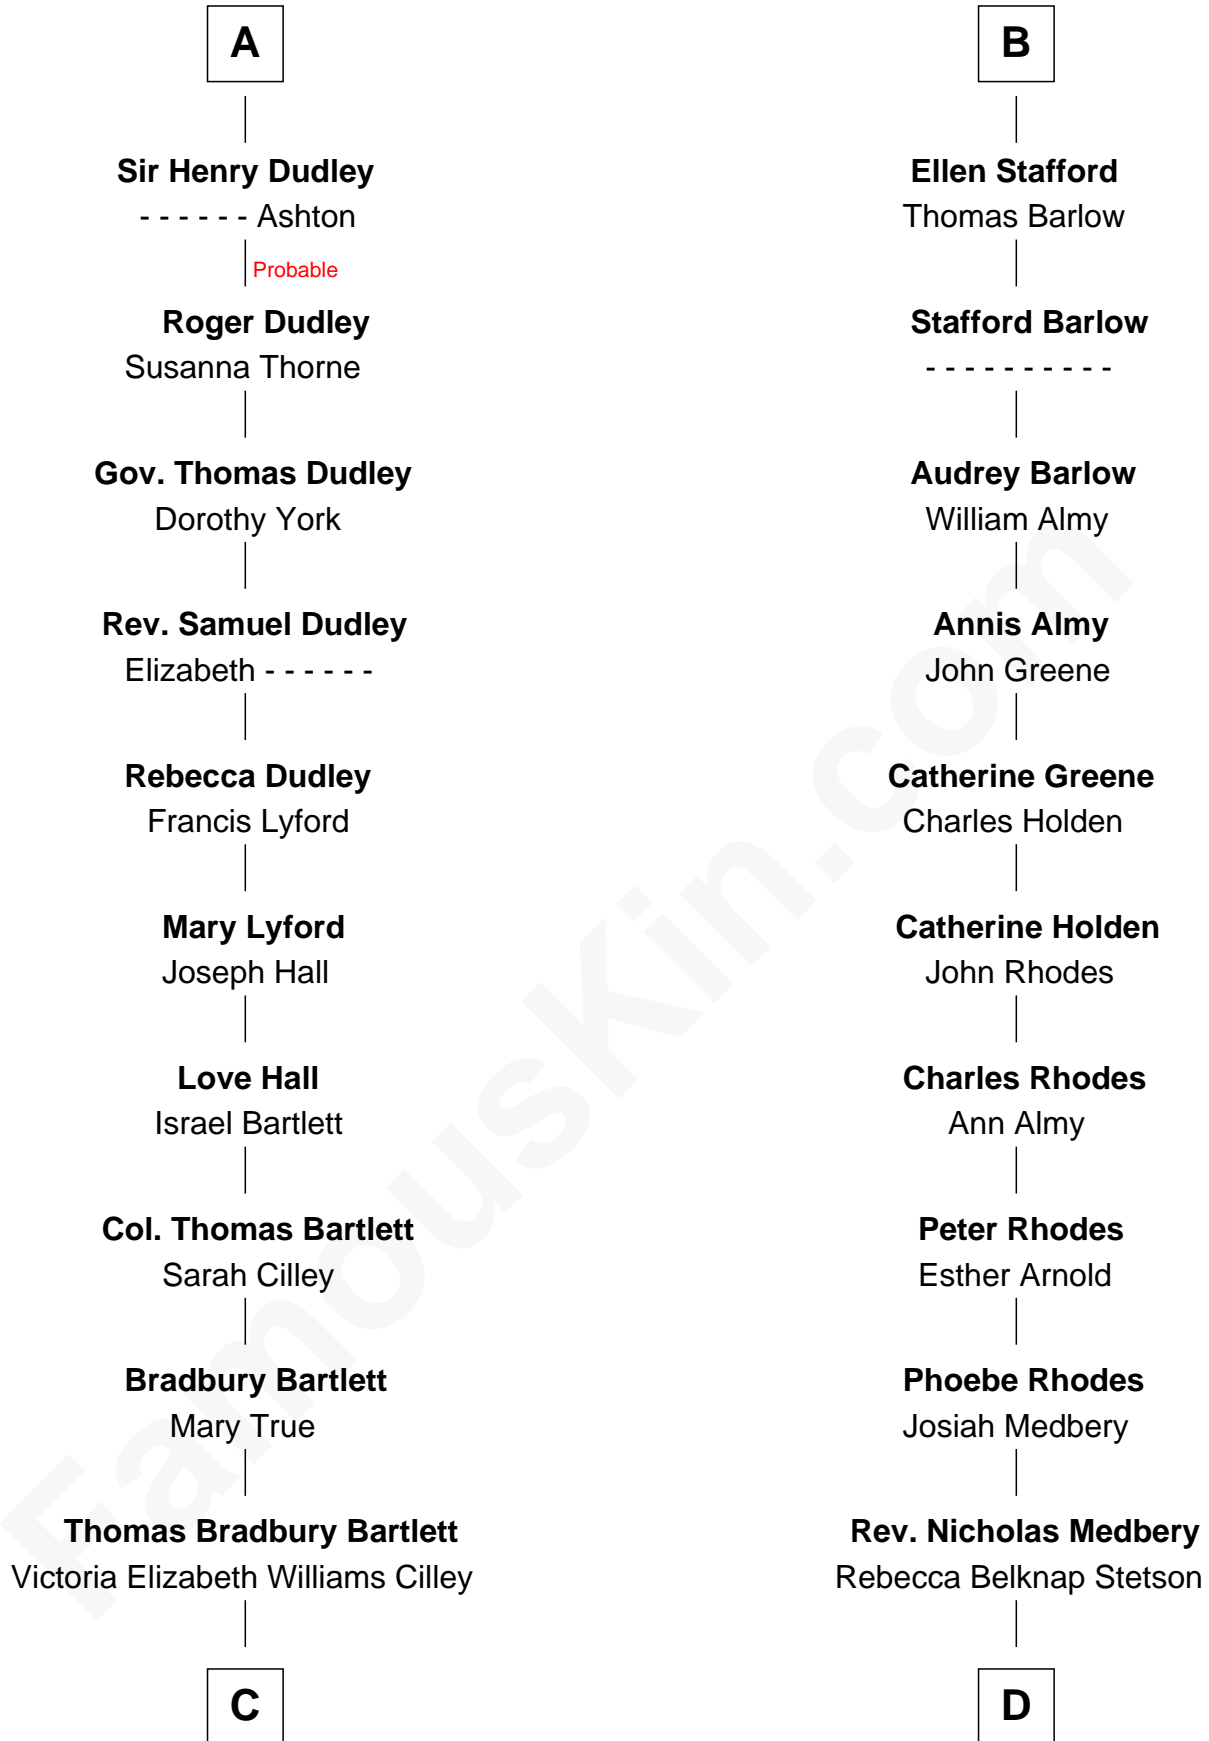 A
Sir Henry Dudley
- - - - - - Ashton
Probable
Roger Dudley
Susanna Thorne
Gov. Thomas Dudley
Dorothy York
Rev. Samuel Dudley
Elizabeth - - - - - -
Rebecca Dudley
Francis Lyford
Mary Lyford
Joseph Hall
Love Hall
Israel Bartlett
Col. Thomas Bartlett
Sarah Cilley
Bradbury Bartlett
Mary True
Thomas Bradbury Bartlett
Victoria Elizabeth Williams Cilley
C
B
Ellen Stafford
Thomas Barlow
Stafford Barlow
- - - - - - - - - -
Audrey Barlow
William Almy
Annis Almy
John Greene
Catherine Greene
Charles Holden
Catherine Holden
John Rhodes
Charles Rhodes
Ann Almy
Peter Rhodes
Esther Arnold
Phoebe Rhodes
Josiah Medbery
Rev. Nicholas Medbery
Rebecca Belknap Stetson
D
FamousKin.com